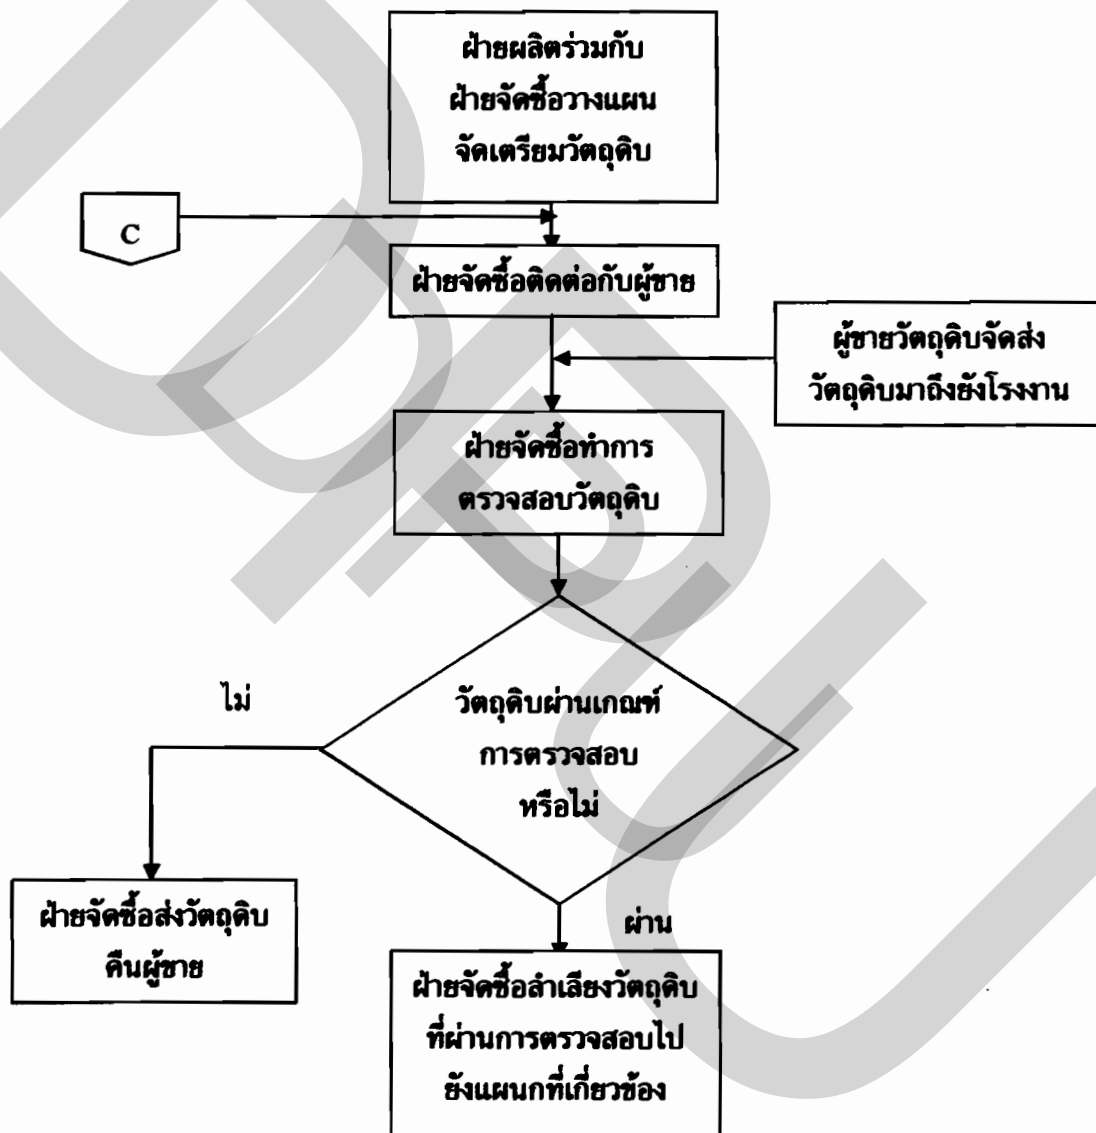 ฝ่ายผลิตร่วมกับ
ฝ่ายจัดซื้อวางแผน
จัดเตรียมวัตถุดิบ
C
ฝ่ายจัดซื้อติดต่อกับผู้ขาย
ผู้ขายวัตถุดิบจัดส่ง
วัตถุดิบมาถึงยังโรงงาน
ฝ่ายจัดซื้อทำการ
ตรวจสอบวัตถุดิบ
ไม่
วัตถุดิบผ่านเกณฑ์
การตรวจสอบ
หรือไม่
ฝ่ายจัดซื้อส่งวัตถุดิบ
คืนผู้ขาย
ผ่าน
ฝ่ายจัดซื้อลำเลียงวัตถุดิบ
ที่ผ่านการตรวจสอบไป
ยังแผนกที่เกี่ยวข้อง
DPU